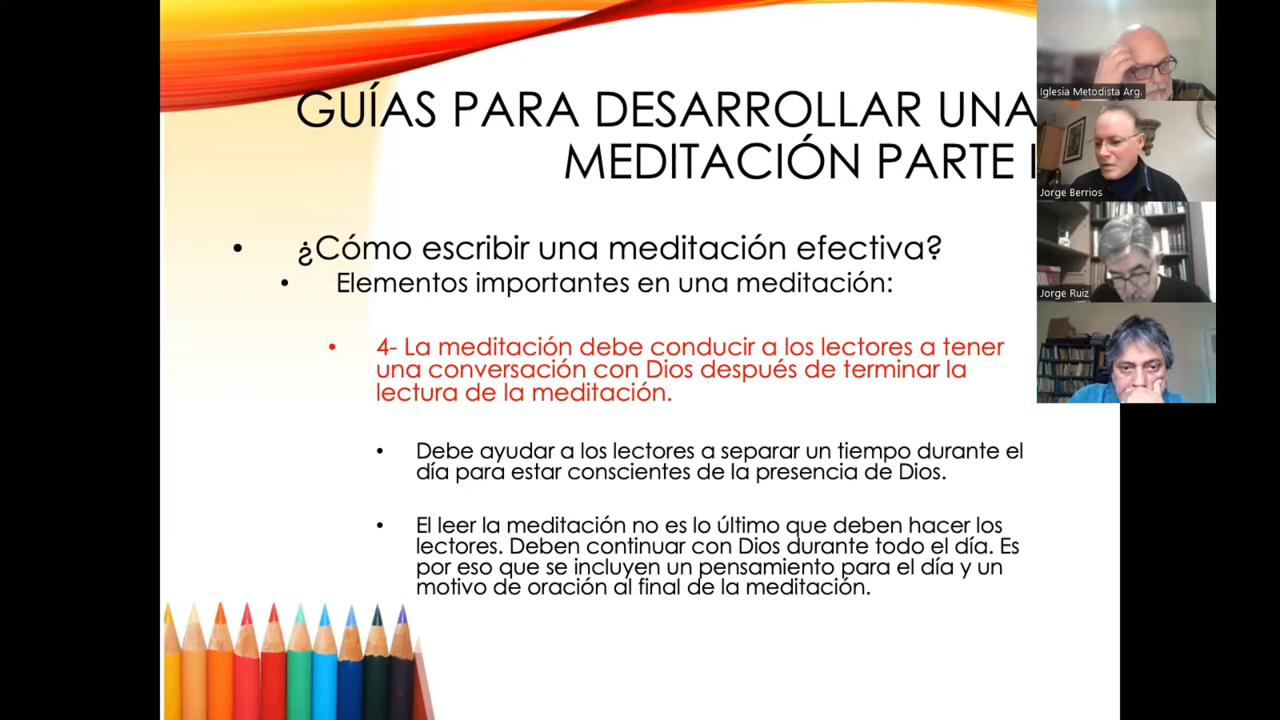 GUÍAS PARA DESARROLLAR UNA
MEDITACIÓN PARTE I
• ¿Cómo escribir una meditación efectiva?
• Elementos importantes en una meditación:
• 4- La meditación debe conducir a los lectores a tener
una conversación con Dios después de terminar la
lectura de la meditación.
• Debe ayudar a los lectores a separar un tiempo durante el
día para estar conscientes de la presencia de Dios.
• El leer la meditación no es lo último que deben hacer los
lectores. Deben continuar con Dios durante todo el día. Es
por eso que se incluyen un pensamiento para el día y un
motivo de oración al final de la meditación.
Iglesia Metodista Arg.
Jorge Berrios
Jorge Ruiz